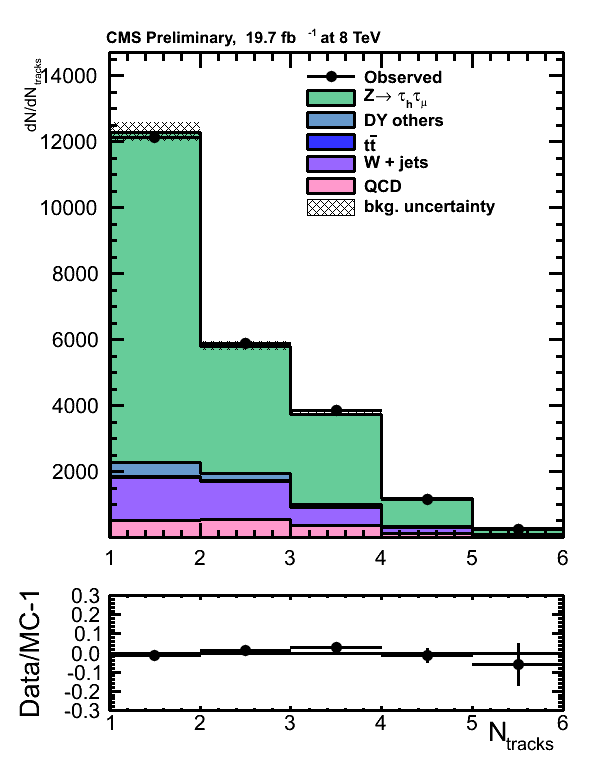 CMS Preliminary, 19.7 fb -1 at 8 TeV
dN/dNtracks
14000
12000
10000
8000
6000
4000
2000
Observed
Z→ τhτμ
DY others
tt̄
W + jets
QCD
bkg. uncertainty
1 2 3 4 5 6
Data/MC-1
0.3
0.2
0.1
0.0
-0.1
-0.2
-0.3
1 2 3 4 5 6
Ntracks